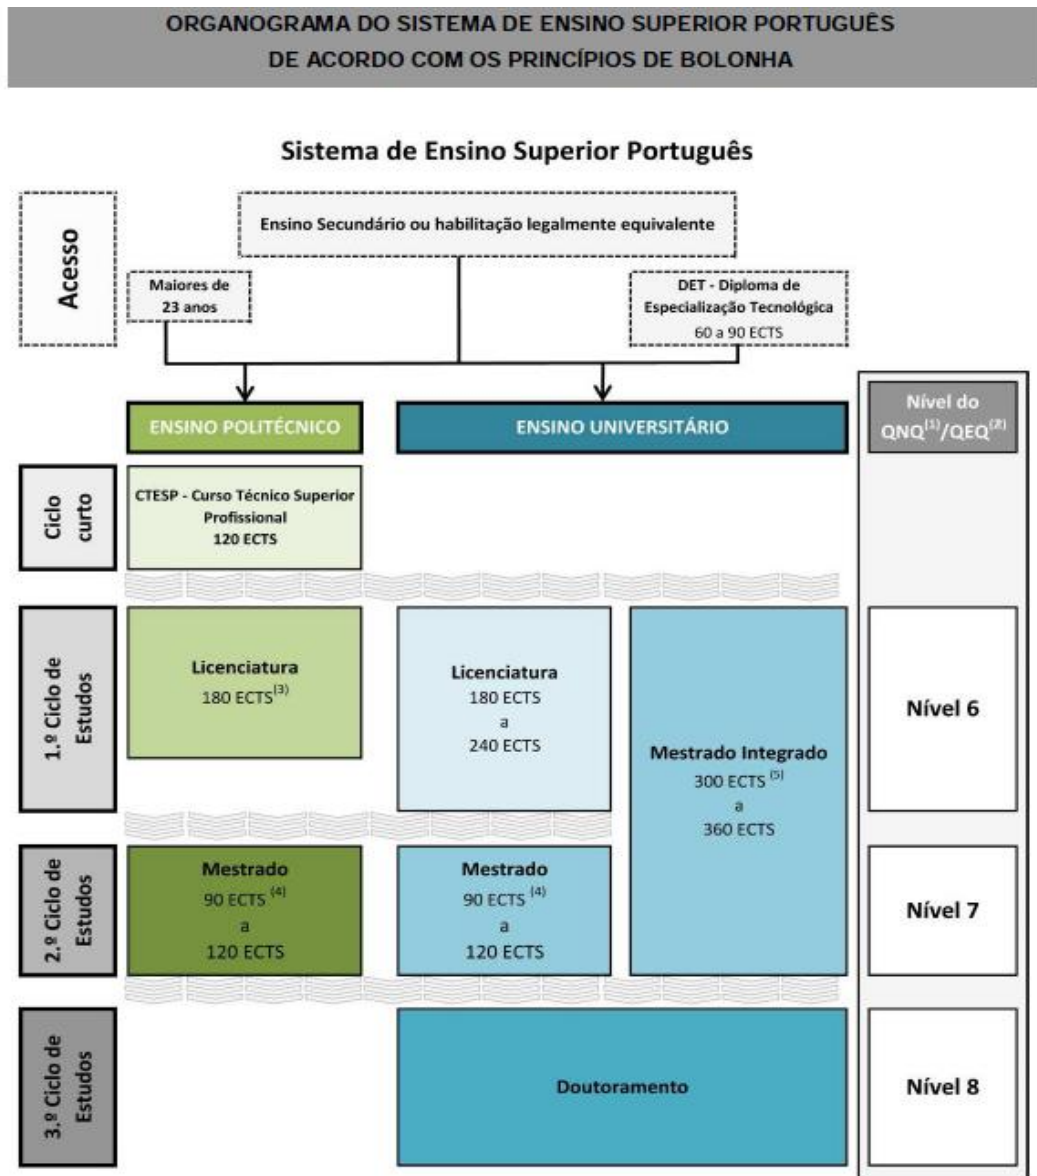 ORGANOGRAMA DO SISTEMA DE ENSINO SUPERIOR PORTUGUÊS
DE ACORDO COM OS PRINCÍPIOS DE BOLONHA
Sistema de Ensino Superior Português
Acesso
Ensino Secundário ou habilitação legalmente equivalente
Maiores de
23 anos
DET - Diploma de
Especialização Tecnológica
60 a 90 ECTS
ENSINO POLITÉCNICO
ENSINO UNIVERSITÁRIO
Nível do
QNQ(1)/QEQ(2)
Ciclo
curto
CTESP - Curso Técnico Superior
Profissional
120 ECTS
1.º Ciclo de
Estudos
Licenciatura
180 ECTS(3)
Licenciatura
180 ECTS
a
240 ECTS
Mestrado Integrado
300 ECTS (5)
a
360 ECTS
Nível 6
2.º Ciclo de
Estudos
Mestrado
90 ECTS (4)
a
120 ECTS
Mestrado
90 ECTS (4)
a
120 ECTS
Nível 7
3.º Ciclo de
Estudos
Doutoramento
Nível 8